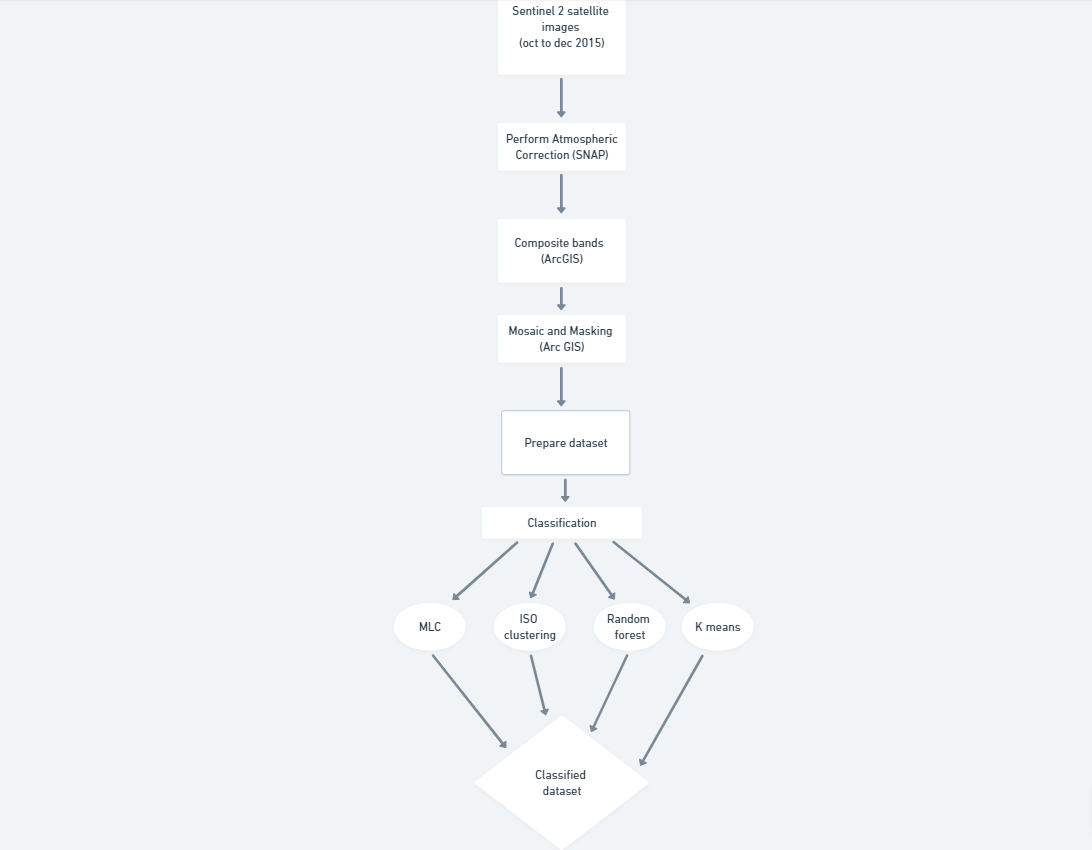 Sentinel 2 satellite
images
(oct to dec 2015)
Perform Atmospheric
Correction (SNAP)
Composite bands
(ArcGIS)
Mosaic and Masking
(Arc GIS)
Prepare dataset
Classification
MLC
ISO
clustering
Random
forest
K means
Classified
dataset